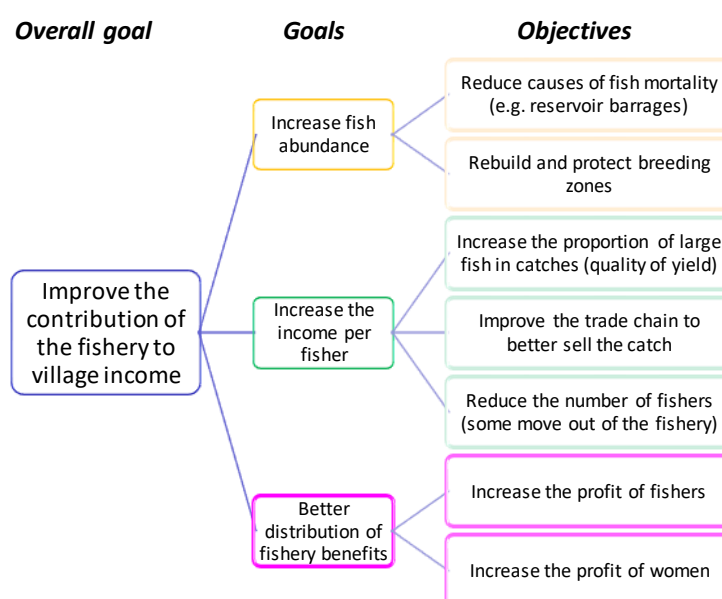 Overall goal
Goals
Objectives
Improve the
contribution of
the fishery to
village income
Increase fish
abundance
Reduce causes of fish mortality
(e.g. reservoir barrages)
Rebuild and protect breeding
zones
Increase the
income per
fisher
Increase the proportion of large
fish in catches (quality of yield)
Improve the trade chain to
better sell the catch
Reduce the number of fishers
(some move out of the fishery)
Better
distribution of
fishery benefits
Increase the profit of fishers
Increase the profit of women